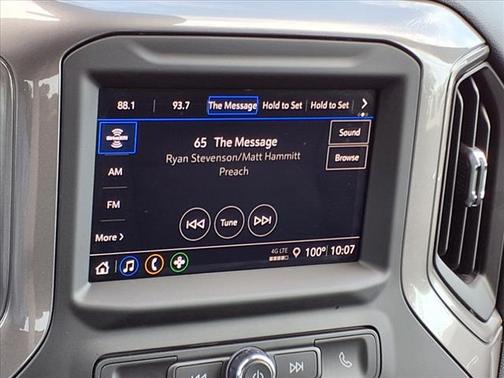 88.1 93.7 The Message Hold to Set Hold to Set
SiriusXM
65 The Message
Ryan Stevenson/Matt Hammitt
Preach
Sound
Browse
AM
FM
Tune
More
4G LTE 100° 10:07